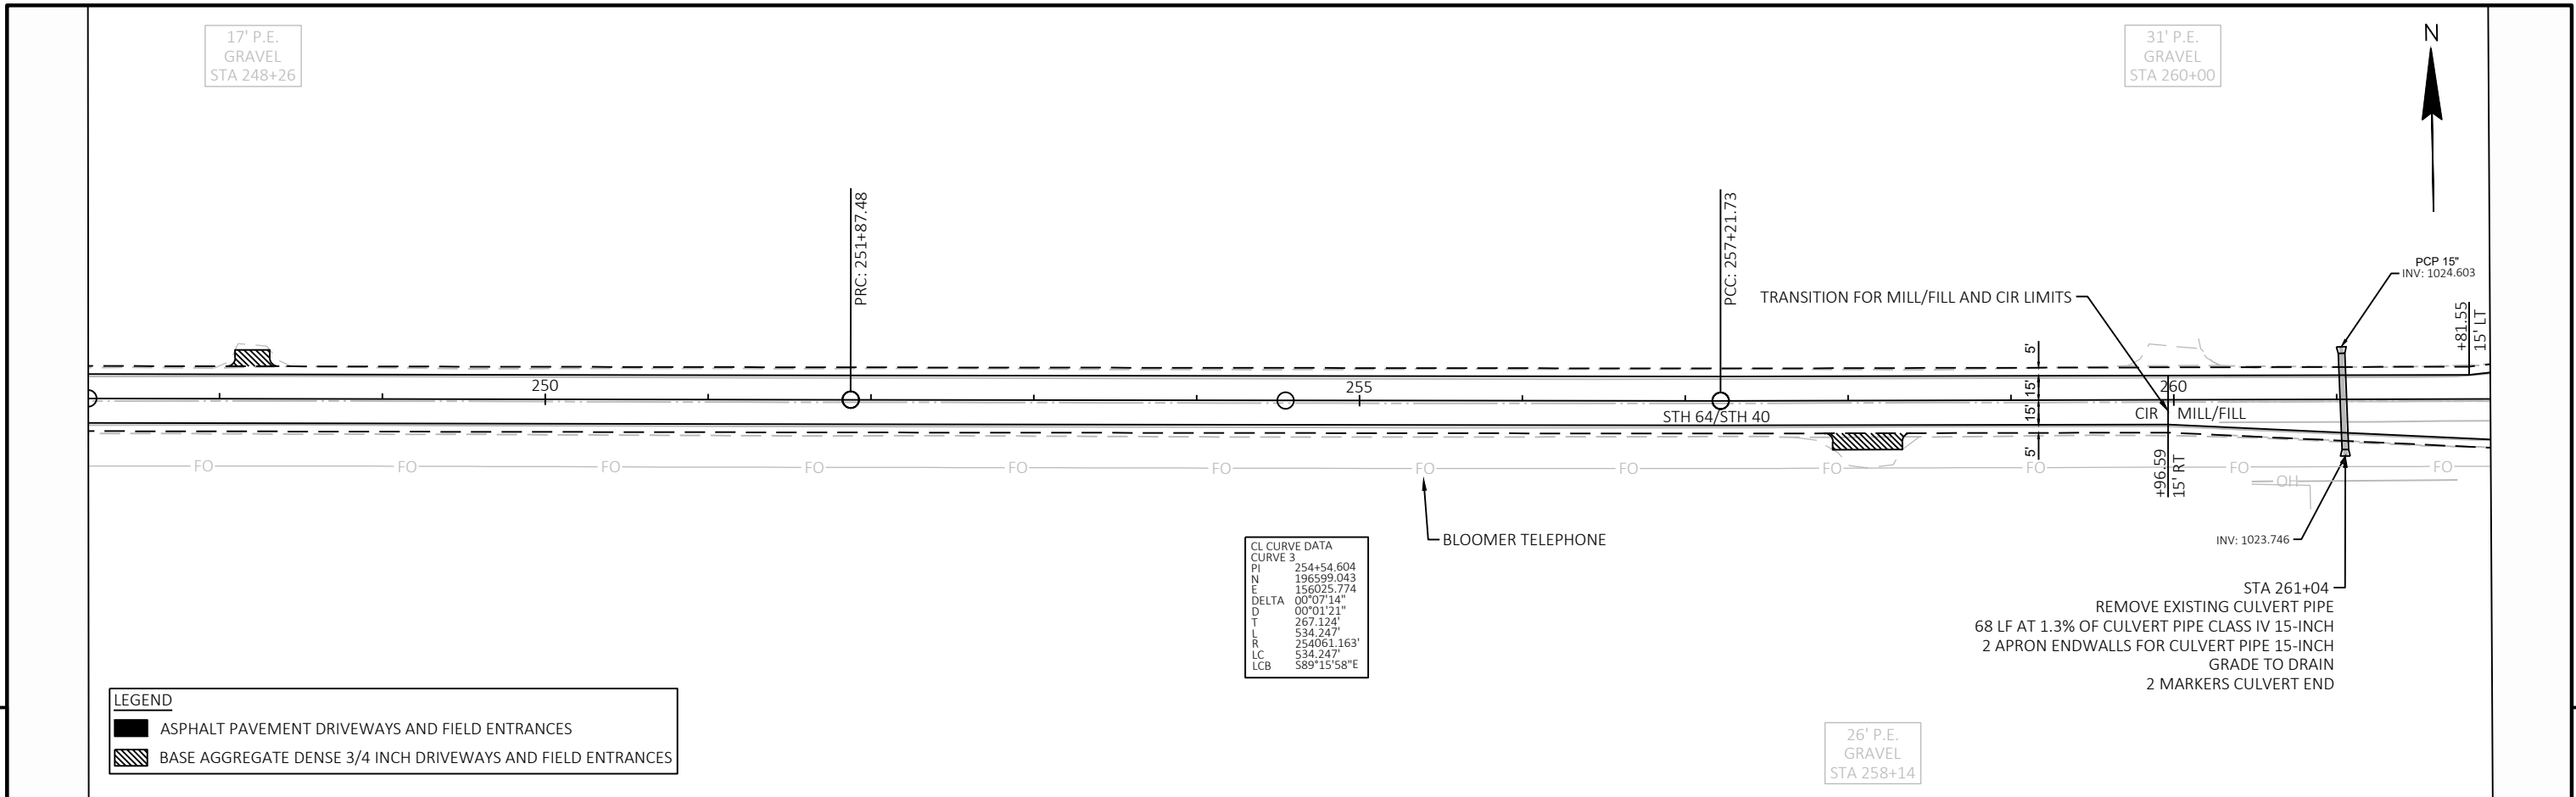 17' P.E.
GRAVEL
STA 248+26
31' P.E.
GRAVEL
STA 260+00
N
PRC: 251+87.48
PCC: 257+21.73
TRANSITION FOR MILL/FILL AND CIR LIMITS
PCP 15"
INV: 1024.603
+81.55
15' LT
5'
15'
15'
5'
250
255
260
STH 64/STH 40
CIR
MILL/FILL
FO FO FO FO FO FO FO FO FO FO FO FO
OH
+96.59
15' RT
BLOOMER TELEPHONE
INV: 1023.746
CL CURVE DATA
CURVE 3
PI 254+54.604
N 196599.043
E 156025.774
DELTA 00°07'14"
D 00°01'21"
T 267.124'
L 534.247'
R 254061.163'
LC 534.247'
LCB S89°15'58"E
STA 261+04
REMOVE EXISTING CULVERT PIPE
68 LF AT 1.3% OF CULVERT PIPE CLASS IV 15-INCH
2 APRON ENDWALLS FOR CULVERT PIPE 15-INCH
GRADE TO DRAIN
2 MARKERS CULVERT END
LEGEND
ASPHALT PAVEMENT DRIVEWAYS AND FIELD ENTRANCES
BASE AGGREGATE DENSE 3/4 INCH DRIVEWAYS AND FIELD ENTRANCES
26' P.E.
GRAVEL
STA 258+14